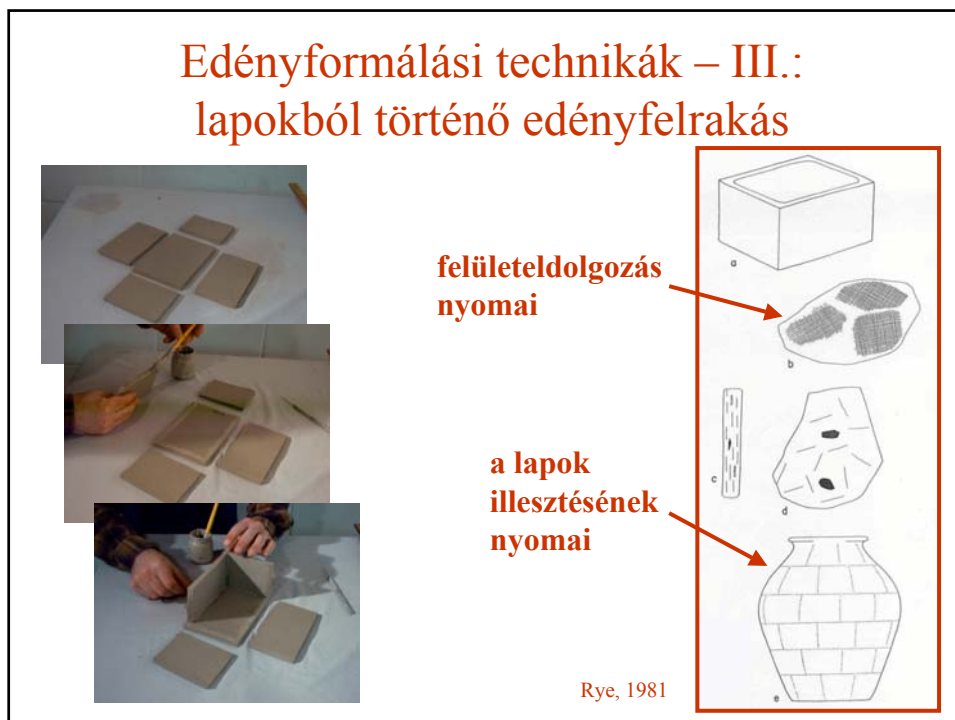 Edényformálási technikák – III.:
lapokból történő edényfelrakás
felületeldolgozás
nyomai
a lapok
illesztésének
nyomai
a
b
c
d
e
Rye, 1981